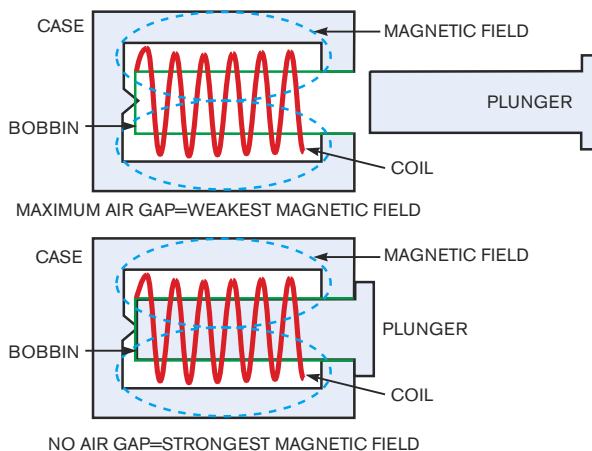 CASE
MAGNETIC FIELD
PLUNGER
BOBBIN
COIL
MAXIMUM AIR GAP=WEAKEST MAGNETIC FIELD
CASE
MAGNETIC FIELD
PLUNGER
BOBBIN
COIL
NO AIR GAP=STRONGEST MAGNETIC FIELD